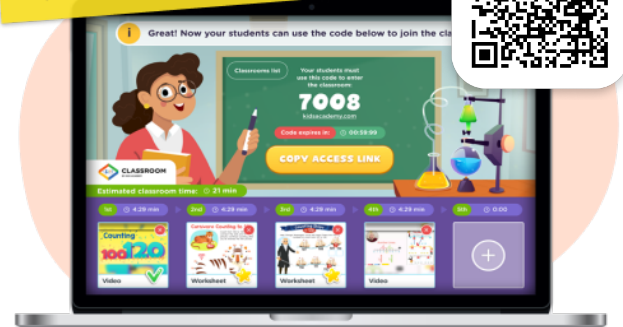 i Great! Now your students can use the code below to join the cla
Classrooms list
Your students must
use this code to enter
the classroom
7008
kidsacademy.com
Code expires in: 00:59:00
COPY ACCESS LINK
CLASSROOM
Estimated classroom time: 21 min
1st 4:29 min 2nd 4:29 min 3rd 4:29 min 4th 4:29 min 5th 0:00
Counting
100 120
Video
Worksheet
Worksheet
Video